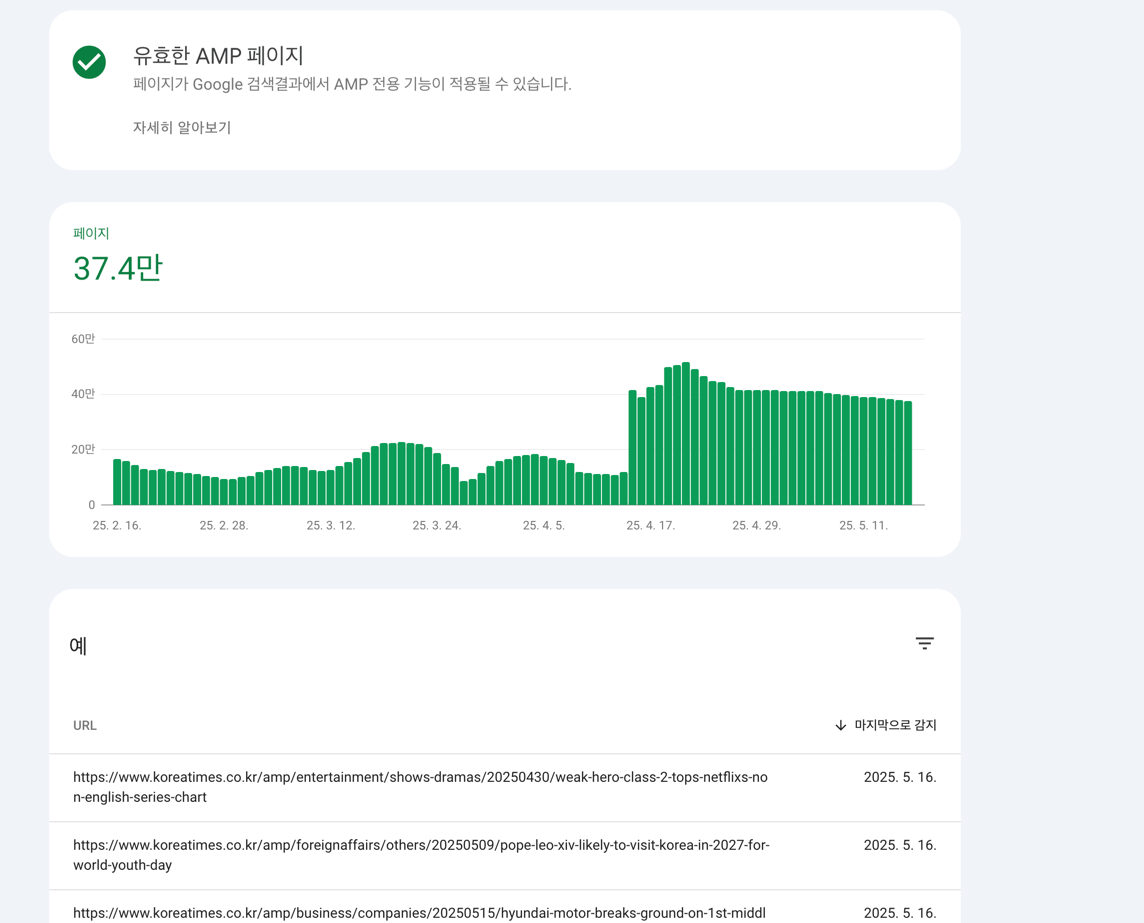 유효한 AMP 페이지
페이지가 Google 검색결과에서 AMP 전용 기능이 적용될 수 있습니다.
자세히 알아보기
페이지
37.4만
60만
40만
20만
0
25. 2. 16.
25. 2. 28.
25. 3. 12.
25. 3. 24.
25. 4. 5.
25. 4. 17.
25. 4. 29.
25. 5. 11.
예
URL
마지막으로 감지
https://www.koreatimes.co.kr/amp/entertainment/shows-dramas/20250430/weak-hero-class-2-tops-netflixs-no
n-english-series-chart
2025. 5. 16.
https://www.koreatimes.co.kr/amp/foreignaffairs/others/20250509/pope-leo-xiv-likely-to-visit-korea-in-2027-for-
world-youth-day
2025. 5. 16.
https://www.koreatimes.co.kr/amp/business/companies/20250515/hyundai-motor-breaks-ground-on-1st-middl
2025. 5. 16.